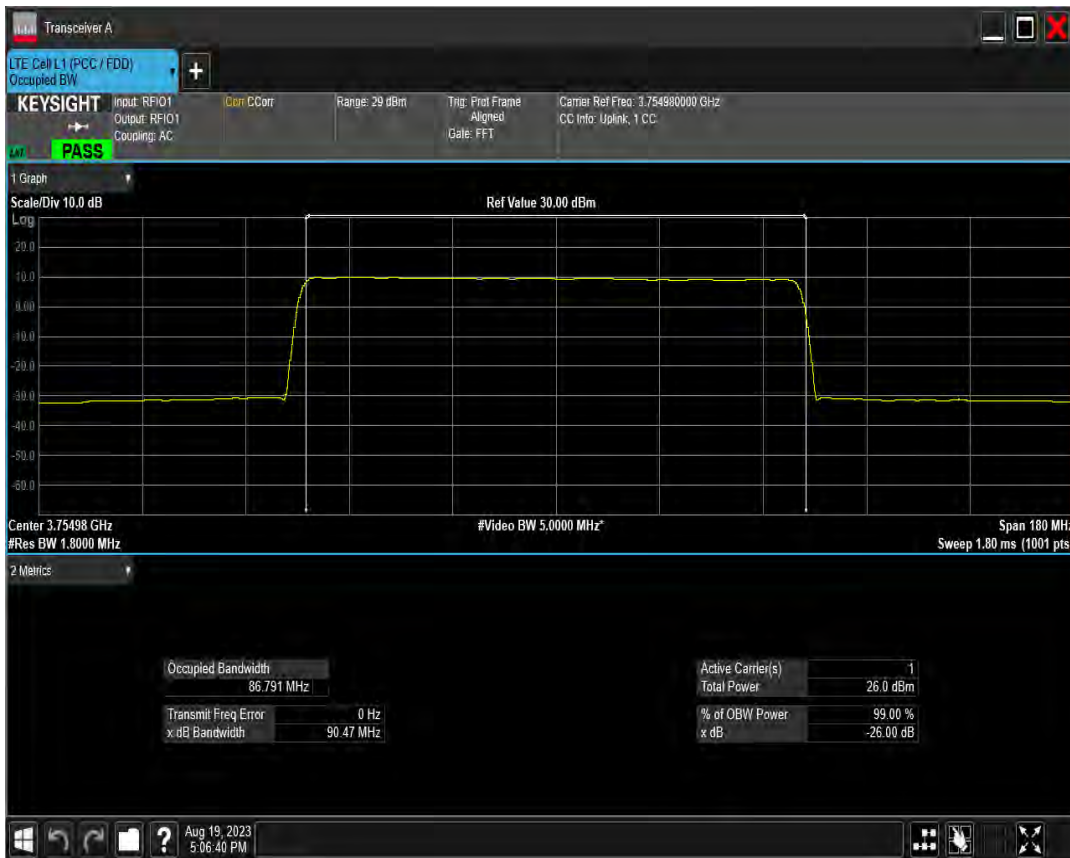 Transceiver A
LTE Cell L1 (PCC / FDD)
Occupied BW
+
KEYSIGHT
Input: RFIO1
Output: RFIO1
Coupling: AC
Corr CCorr
Range: 29 dBm
Trig: Prot Frame
Aligned
Gate: FFT
Carrier Ref Freq: 3.754980000 GHz
CC Info: Uplink, 1 CC
PASS
1 Graph
Scale/Div 10.0 dB
Ref Value 30.00 dBm
Log
20.0
10.0
0.00
-10.0
-20.0
-30.0
-40.0
-50.0
-60.0
Center 3.75498 GHz
#Video BW 5.0000 MHz*
Span 180 MHz
#Res BW 1.8000 MHz
Sweep 1.80 ms (1001 pts
2 Metrics
Occupied Bandwidth
86.791 MHz
Transmit Freq Error 0 Hz
x dB Bandwidth 90.47 MHz
Active Carrier(s) 1
Total Power 26.0 dBm
% of OBW Power 99.00 %
x dB -26.00 dB
?
Aug 19, 2023
5:06:40 PM